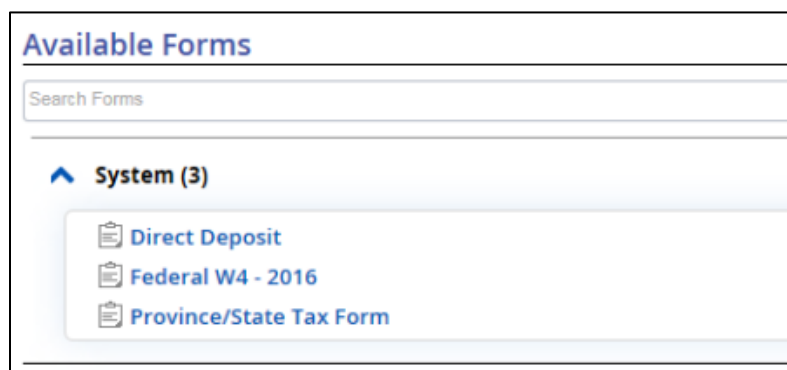 Available Forms
Search Forms
System (3)
Direct Deposit
Federal W4 - 2016
Province/State Tax Form